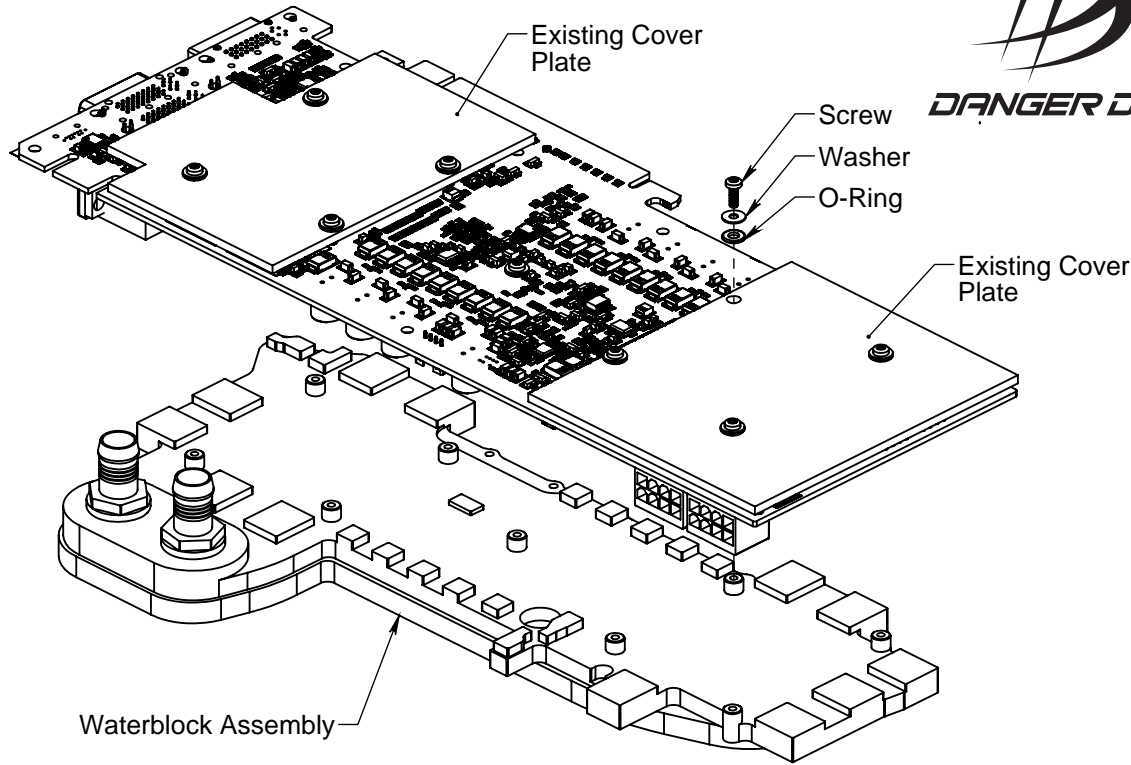 Existing Cover
Plate
DANGER D
Screw
Washer
O-Ring
Existing Cover
Plate
Waterblock Assembly